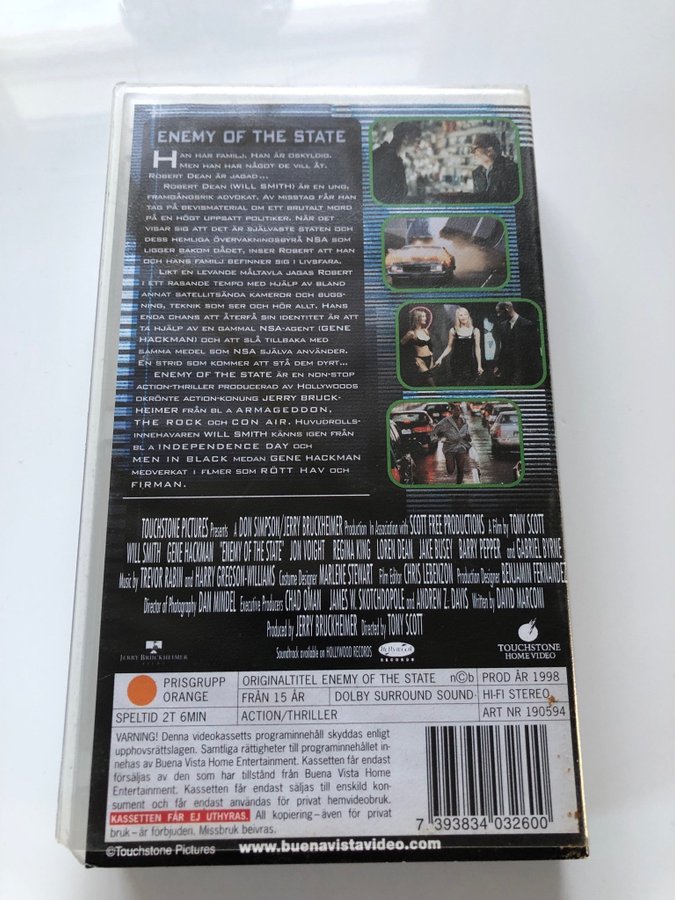 ENEMY OF THE STATE
HAN HAR FAMILJ. HAN ÄR OSKYLDIG.
MEN HAN HAR NÅGOT DE VILL ÅT.
ROBERT DEAN ÄR JAGAD...
ROBERT DEAN (WILL SMITH) ÄR EN UNG,
FRAMGÅNGSRIK ADVOKAT. AV MISSTAG FÅR HAN
TAG PÅ BEVISMATERIAL OM ETT BRUTALT MORD
PÅ EN HÖGT UPPSATT POLITIKER. NÄR DET
VISAR SIG ATT DET ÄR SJÄLVASTE STATEN OCH
DESS HEMLIGA ÖVERVAKNINGSBYRÅ NSA SOM
LIGGER BAKOM DÅDET, INSER ROBERT ATT HAN
OCH HANS FAMILJ BEFINNER SIG I LIVSFARA.
LIKT EN LEVANDE MÅLTAVLA JAGAS ROBERT
I ETT RASANDE TEMPO MED HJÄLP AV BLAND
ANNAT SATELLITSÄNDA KAMEROR OCH BUGG-
NING, TEKNIK SOM SER OCH HÖR ALLT. HANS
ENDA CHANS ATT ÅTERFÅ SIN IDENTITET ÄR ATT
TA HJÄLP AV EN GAMMAL NSA-AGENT (GENE
HACKMAN) OCH ATT SLÅ TILLBAKA MED
SAMMA MEDEL SOM NSA SJÄLVA ANVÄNDER.
EN STRID SOM KOMMER ATT STÅ DEM DYRT...
ENEMY OF THE STATE ÄR EN NON-STOP
ACTION-THRILLER PRODUCERAD AV HOLLYWOODS
OKRÖNTE ACTION-KONUNG JERRY BRUCK-
HEIMER FRÅN BL A ARMAGEDDON,
THE ROCK OCH CON AIR. HUVUDROLLS-
INNEHAVAREN WILL SMITH KÄNNS IGEN FRÅN
BL A INDEPENDENCE DAY OCH
MEN IN BLACK MEDAN GENE HACKMAN
MEDVERKAT I FILMER SOM RÖTT HAV OCH
FIRMAN.
TOUCHSTONE PICTURES Presents A DON SIMPSON/JERRY BRUCKHEIMER Production In Association with SCOTT FREE PRODUCTIONS A Film by TONY SCOTT
WILL SMITH GENE HACKMAN "ENEMY OF THE STATE" JON VOIGHT REGINA KING LOREN DEAN JAKE BUSEY BARRY PEPPER and GABRIEL BYRNE
Music by TREVOR RABIN and HARRY GREGSON-WILLIAMS Costume Designer MARLENE STEWART Film Editor CHRIS LEBENZON Production Designer BENJAMIN FERNANDEZ
Director of Photography DAN MINDEL Executive Producers CHAD OMAN JAMES W. SKOTCHDOPOLE and ANDREW Z. DAVIS Written by DAVID MARCONI
Produced by JERRY BRUCKHEIMER Directed by TONY SCOTT
Soundtrack available on HOLLYWOOD RECORDS
JERRY BRUCKHEIMER
FILMS
HOLLYWOOD
RECORDS
TOUCHSTONE
HOME VIDEO
PRISGRUPP
ORANGE
ORIGINALTITEL ENEMY OF THE STATE n©b PROD ÅR 1998
FRÅN 15 ÅR DOLBY SURROUND SOUND HI-FI STEREO
SPELTID 2T 6MIN ACTION/THRILLER ART NR 190594
VARNING! Denna videokassetts programinnehåll skyddas enligt
upphovsrättslagen. Samtliga rättigheter till programinnehållet in-
nehas av Buena Vista Home Entertainment. Kassetten får endast
försäljas av den som har tillstånd från Buena Vista Home
Entertainment. Kassetten får endast säljas till enskild kon-
sument och får endast användas för privat hemvideobruk.
KASSETTEN FÅR EJ UTHYRAS. All kopiering – även för privat
bruk – är förbjuden. Missbruk beivras.
7 393834 032600
©Touchstone Pictures www.buenavistavideo.com